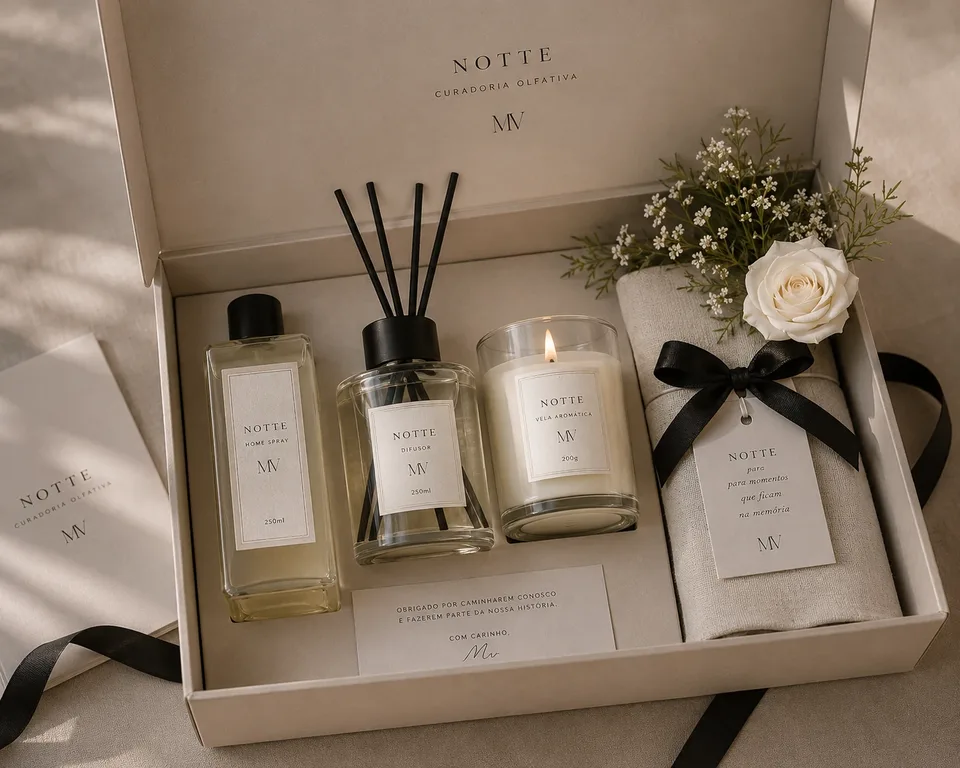 NOTTE
CURADORIA OLFATIVA
MV
NOTTE
HOME SPRAY
MV
250ml
NOTTE
DIFUSOR
MV
250ml
NOTTE
VELA AROMÁTICA
MV
200g
NOTTE
para
para momentos
que ficam
na memória
MV
NOTTE
CURADORIA OLFATIVA
MV
OBRIGADO POR CAMINHAREM CONOSCO
E FAZEREM PARTE DA NOSSA HISTÓRIA.
COM CARINHO,
Mv